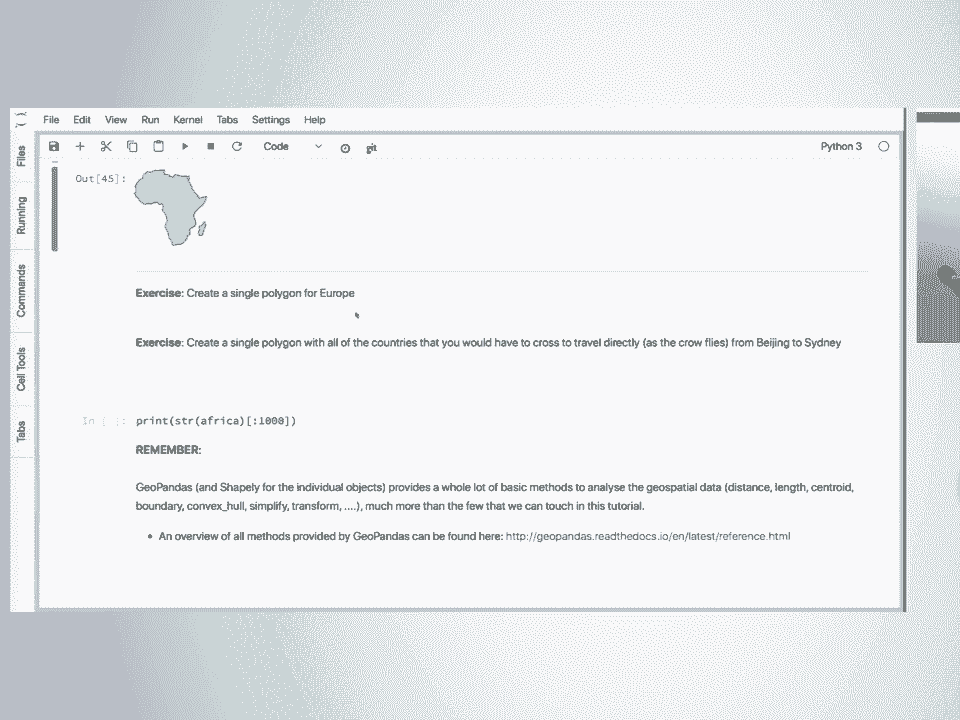 File Edit View Run Kernel Tabs Settings Help
Code git Python 3
Files
Running
Commands
Cell Tools
Tabs
Out[45]:
Exercise: Create a single polygon for Europe
Exercise: Create a single polygon with all of the countries that you would have to cross to travel directly (as the crow flies) from Beijing to Sydney
In [ ]: print(str(africa)[:1000])
REMEMBER:
GeoPandas (and Shapely for the individual objects) provides a whole lot of basic methods to analyse the geospatial data (distance, length, centroid,
boundary, convex_hull, simplify, transform, ....), much more than the few that we can touch in this tutorial.
• An overview of all methods provided by GeoPandas can be found here: http://geopandas.readthedocs.io/en/latest/reference.html